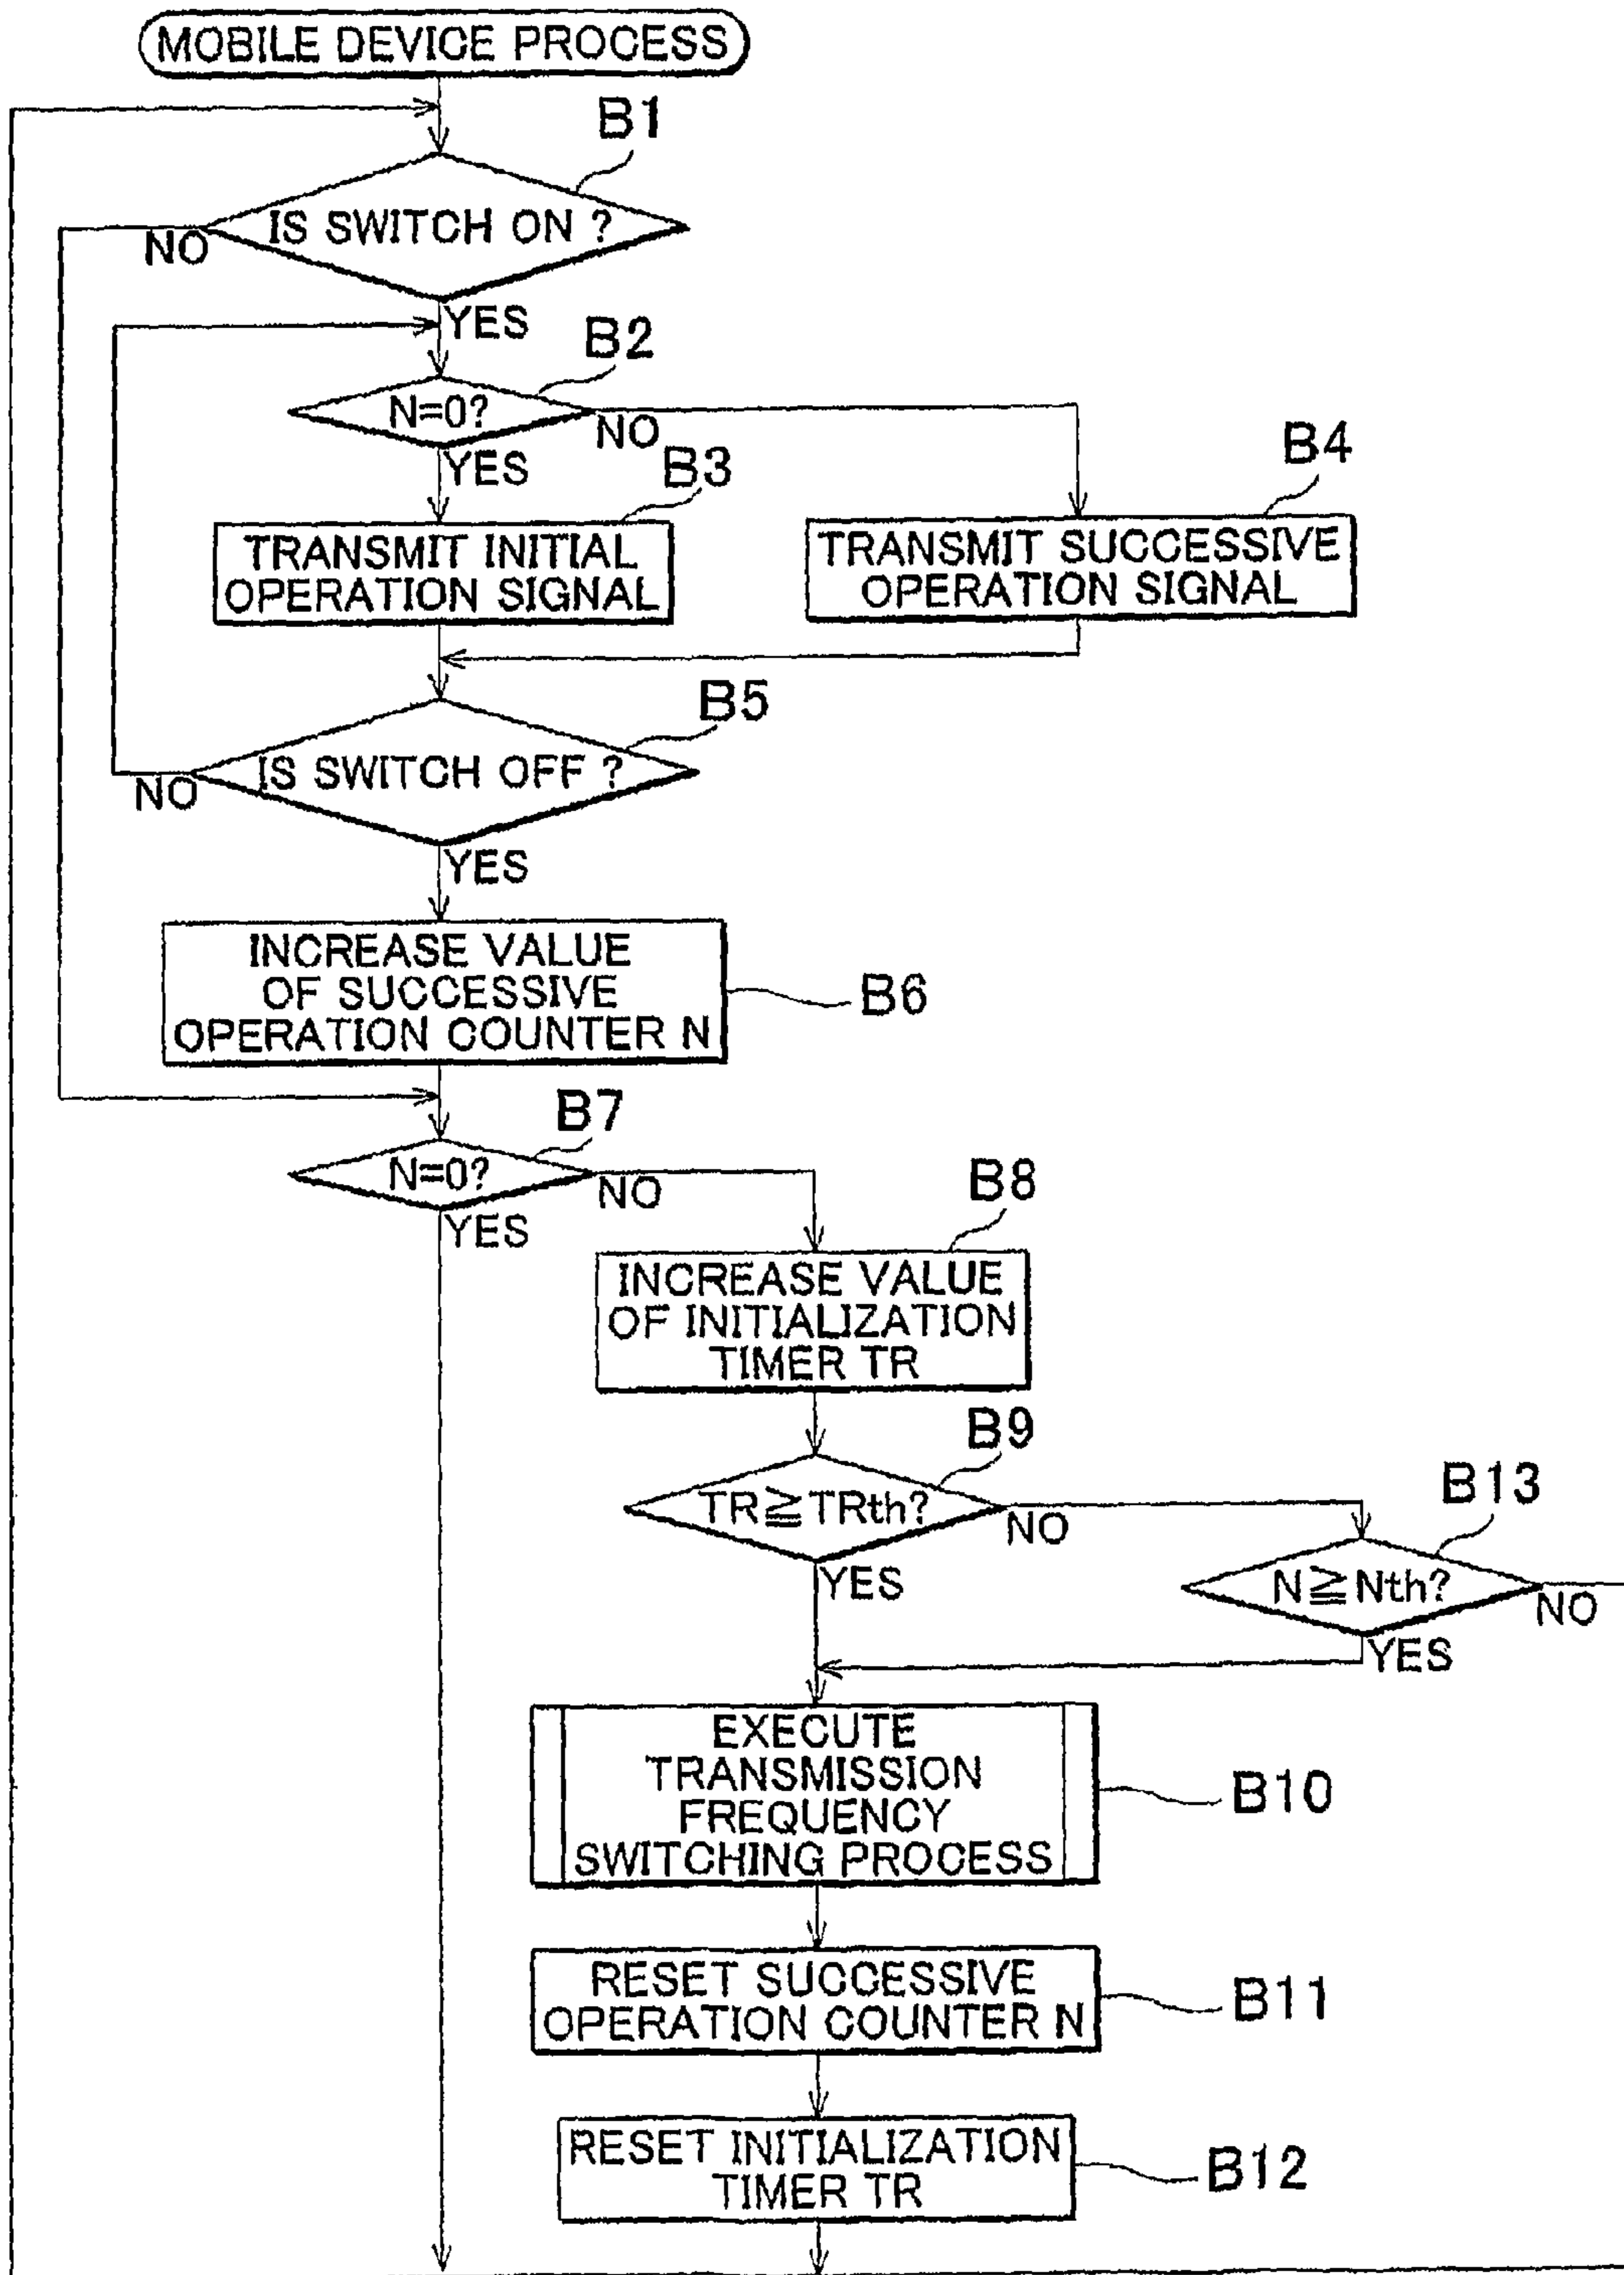 MOBILE DEVICE PROCESS
B1
IS SWITCH ON ?
NO
YES
B2
N=0?
NO
YES
B3
TRANSMIT INITIAL
OPERATION SIGNAL
B4
TRANSMIT SUCCESSIVE
OPERATION SIGNAL
B5
IS SWITCH OFF ?
NO
YES
INCREASE VALUE
OF SUCCESSIVE
OPERATION COUNTER N
B6
B7
N=0?
NO
YES
B8
INCREASE VALUE
OF INITIALIZATION
TIMER TR
B9
TR≧TRth?
NO
YES
B13
N≧Nth?
NO
YES
EXECUTE
TRANSMISSION
FREQUENCY
SWITCHING PROCESS
B10
RESET SUCCESSIVE
OPERATION COUNTER N
B11
RESET INITIALIZATION
TIMER TR
B12